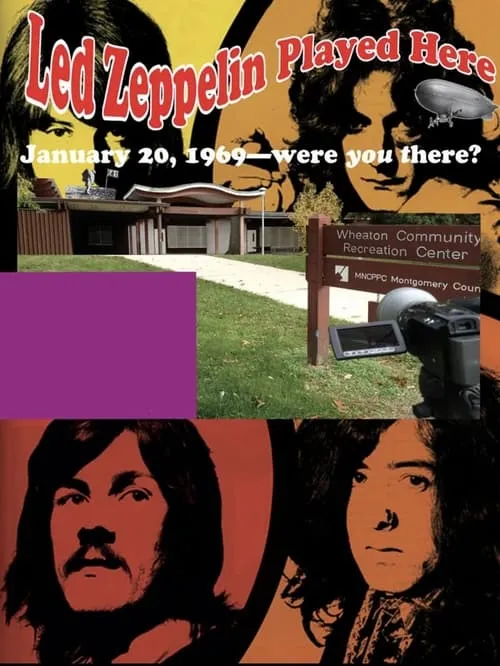 Led Zeppelin Played Here
January 20, 1969—were you there?
Wheaton Community
Recreation Center
MNCPPC Montgomery Coun